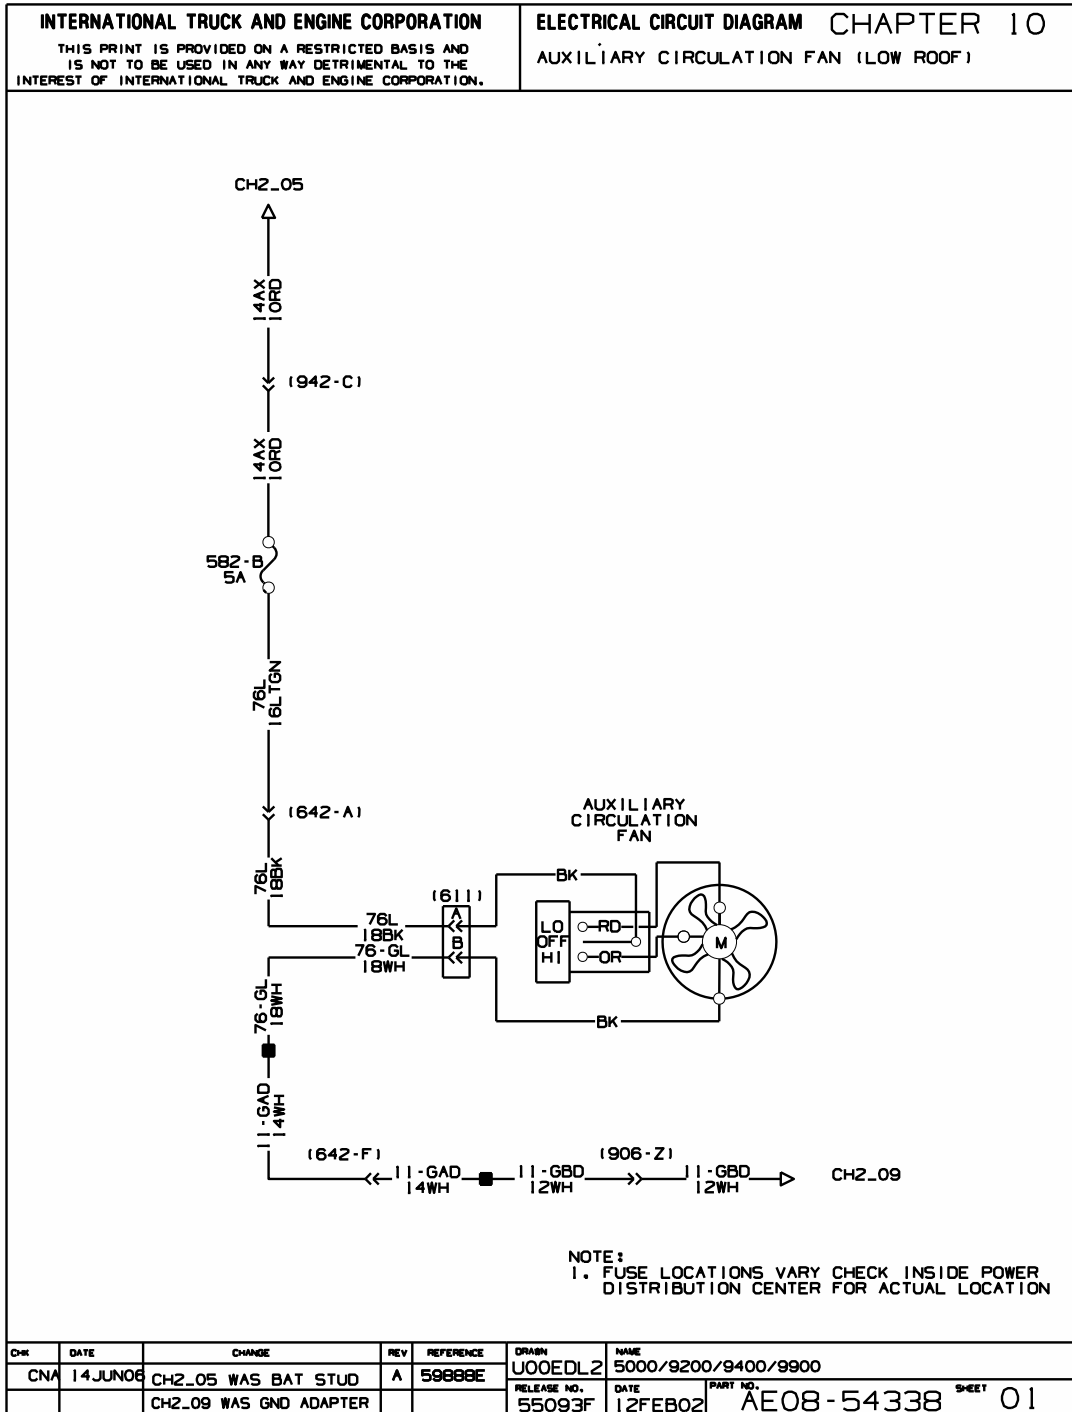 INTERNATIONAL TRUCK AND ENGINE CORPORATION
THIS PRINT IS PROVIDED ON A RESTRICTED BASIS AND
IS NOT TO BE USED IN ANY WAY DETRIMENTAL TO THE
INTEREST OF INTERNATIONAL TRUCK AND ENGINE CORPORATION.
ELECTRICAL CIRCUIT DIAGRAM CHAPTER 10
AUXILIARY CIRCULATION FAN (LOW ROOF)
CH2_05
14AX
10RD
(942-C)
14AX
10RD
582-B
5A
76L
16LTGN
(642-A)
AUXILIARY
CIRCULATION
FAN
76L
18BK
(611)
BK
76L
18BK
A
LO
RD
OFF
M
76-GL
18WH
B
HI
OR
76-GL
18WH
BK
11-GAD
14WH
(642-F)
(906-Z)
11-GAD
14WH
11-GBD
12WH
11-GBD
12WH
CH2_09
NOTE:
1. FUSE LOCATIONS VARY CHECK INSIDE POWER
DISTRIBUTION CENTER FOR ACTUAL LOCATION
CHK DATE CHANGE REV REFERENCE DRAWN NAME
CNA 14JUN06 CH2_05 WAS BAT STUD A 59888E U00EDL2 5000/9200/9400/9900
CH2_09 WAS GND ADAPTER
RELEASE NO. DATE PART NO. SHEET
55093F 12FEB02 AE08-54338 01